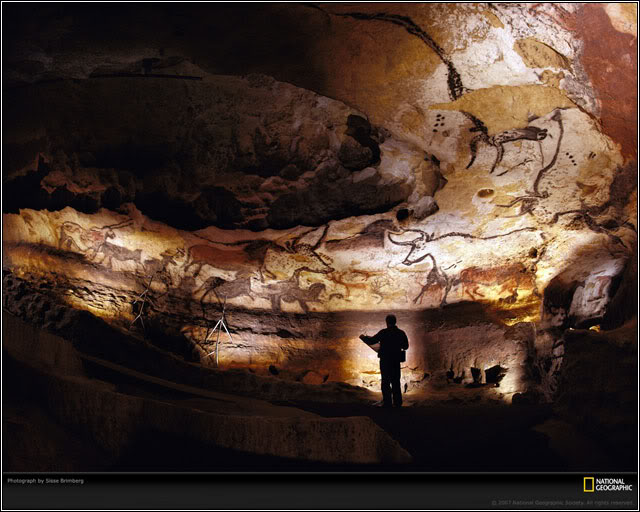 Photograph by Sisse Brimberg
NATIONAL
GEOGRAPHIC
© 2007 National Geographic Society. All rights reserved.